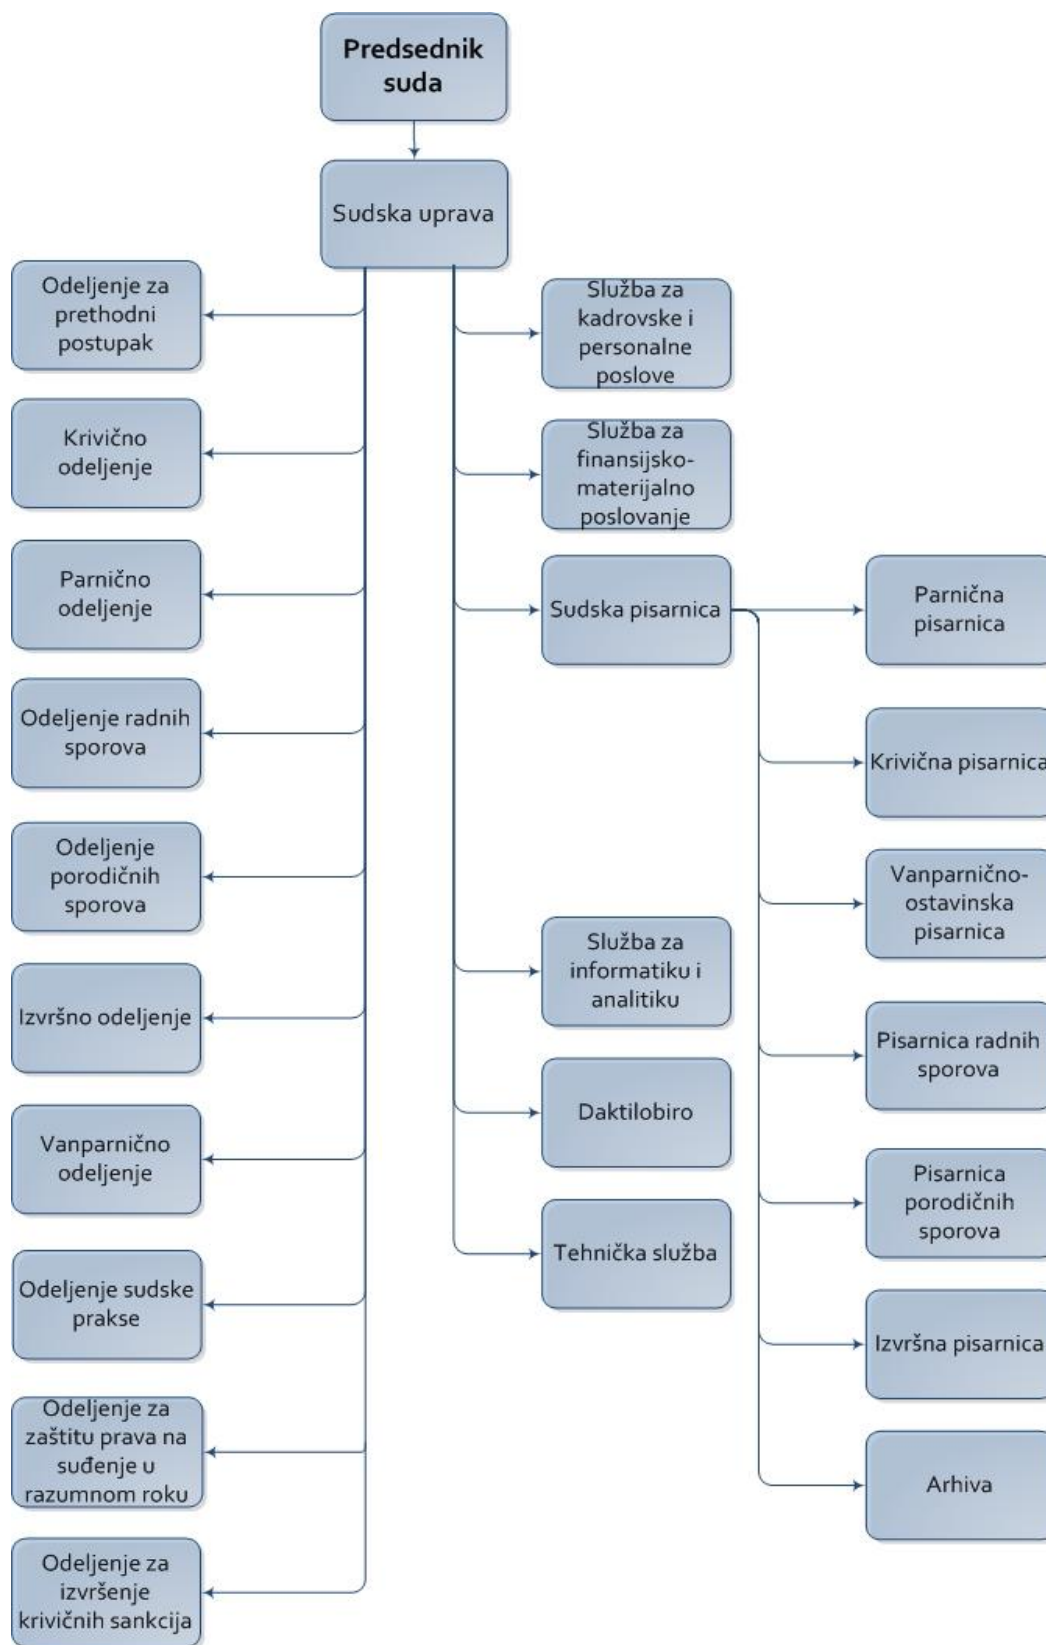 Predsednik
suda
Sudska uprava
Odeljenje za
prethodni
postupak
Krivično
odeljenje
Parnično
odeljenje
Odeljenje radnih
sporova
Odeljenje
porodičnih
sporova
Izvršno odeljenje
Vanparnično
odeljenje
Odeljenje sudske
prakse
Odeljenje za
zaštitu prava na
suđenje u
razumnom roku
Odeljenje za
izvršenje
krivičnih sankcija
Služba za
kadrovske i
personalne
poslove
Služba za
finansijsko-
materijalno
poslovanje
Sudska pisarnica
Služba za
informatiku i
analitiku
Daktilobiro
Tehnička služba
Parnična
pisarnica
Krivična pisarnica
Vanparnično-
ostavinska
pisarnica
Pisarnica radnih
sporova
Pisarnica
porodičnih
sporova
Izvršna pisarnica
Arhiva